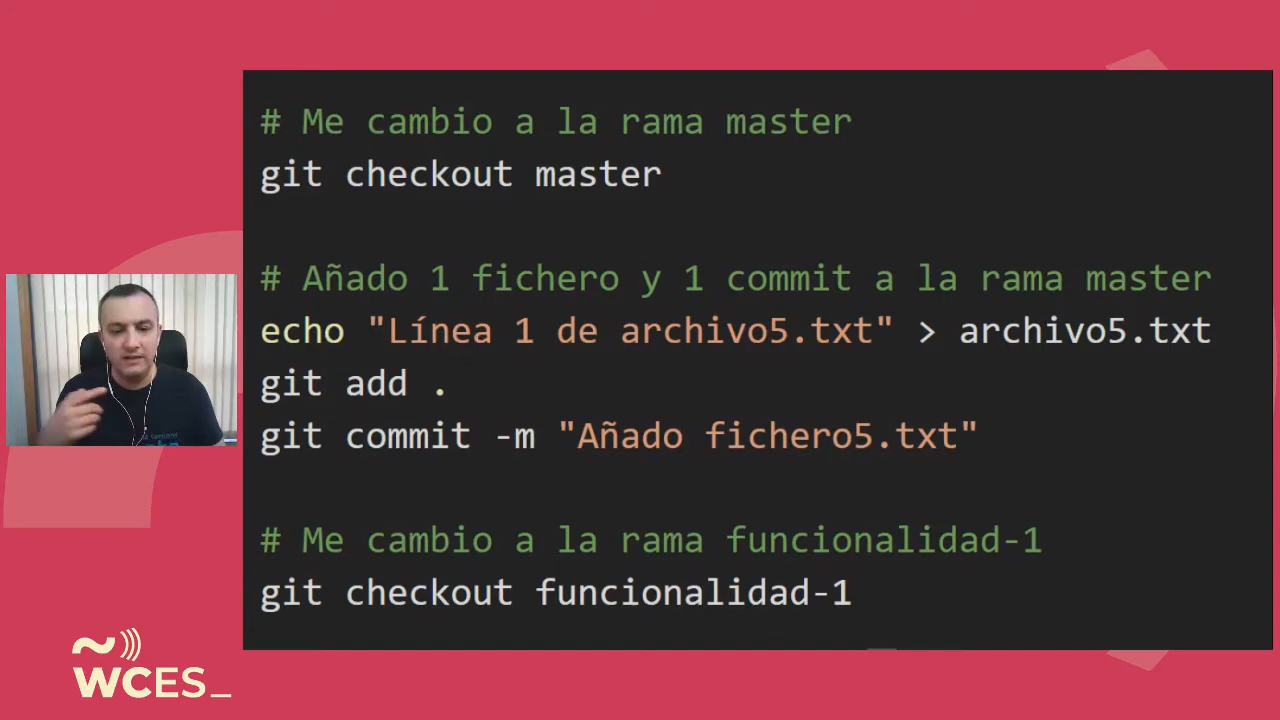 # Me cambio a la rama master
git checkout master
# Añado 1 fichero y 1 commit a la rama master
echo "Línea 1 de archivo5.txt" > archivo5.txt
git add .
git commit -m "Añado fichero5.txt"
# Me cambio a la rama funcionalidad-1
git checkout funcionalidad-1
WCES_